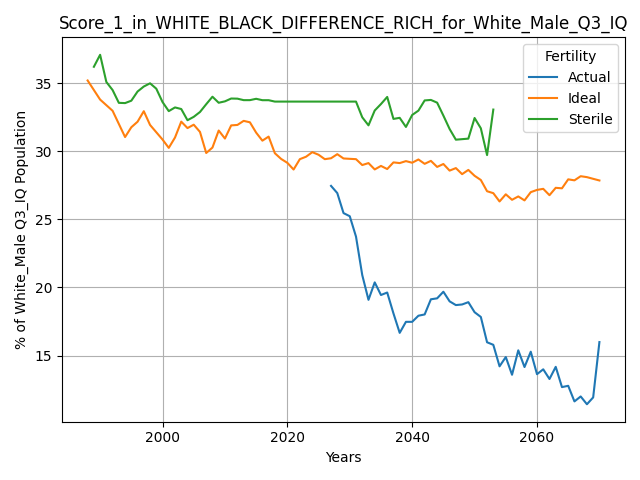 Score_1_in_WHITE_BLACK_DIFFERENCE_RICH_for_White_Male_Q3_IQ
Fertility
Actual
Ideal
Sterile
% of White_Male Q3_IQ Population
35
30
25
20
15
2000
2020
2040
2060
Years